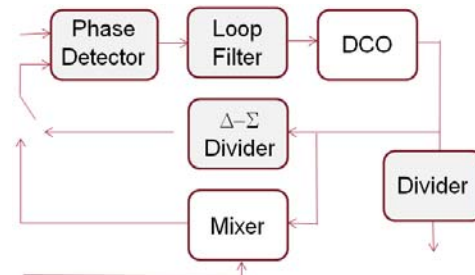 Phase
Detector
Loop
Filter
DCO
Δ–Σ
Divider
Divider
Mixer